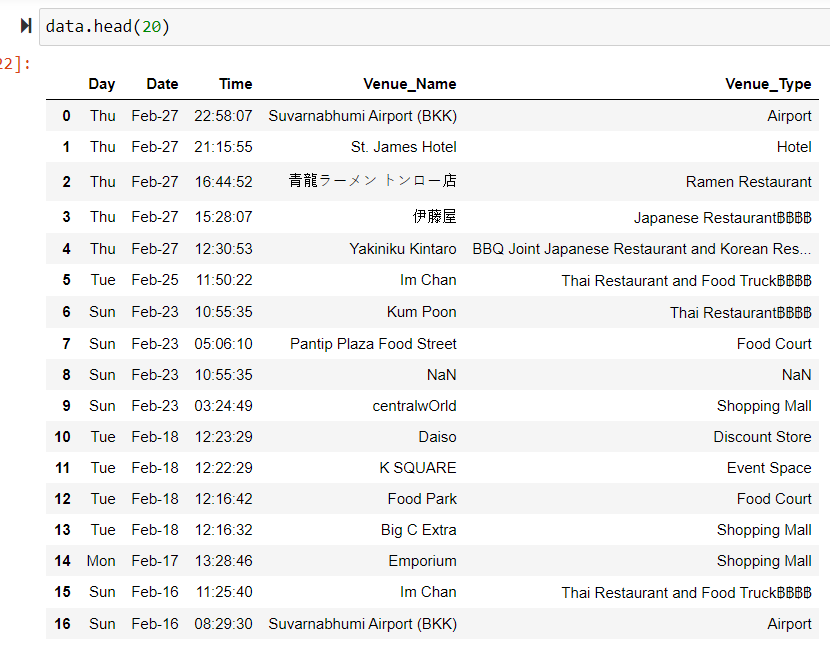 data.head(20)
22]:
Day Date Time Venue_Name Venue_Type
0 Thu Feb-27 22:58:07 Suvarnabhumi Airport (BKK) Airport
1 Thu Feb-27 21:15:55 St. James Hotel Hotel
2 Thu Feb-27 16:44:52 青龍ラーメン トンロー店 Ramen Restaurant
3 Thu Feb-27 15:28:07 伊藤屋 Japanese Restaurant฿฿฿฿
4 Thu Feb-27 12:30:53 Yakiniku Kintaro BBQ Joint Japanese Restaurant and Korean Res...
5 Tue Feb-25 11:50:22 Im Chan Thai Restaurant and Food Truck฿฿฿฿
6 Sun Feb-23 10:55:35 Kum Poon Thai Restaurant฿฿฿฿
7 Sun Feb-23 05:06:10 Pantip Plaza Food Street Food Court
8 Sun Feb-23 10:55:35 NaN NaN
9 Sun Feb-23 03:24:49 centralwOrld Shopping Mall
10 Tue Feb-18 12:23:29 Daiso Discount Store
11 Tue Feb-18 12:22:29 K SQUARE Event Space
12 Tue Feb-18 12:16:42 Food Park Food Court
13 Tue Feb-18 12:16:32 Big C Extra Shopping Mall
14 Mon Feb-17 13:28:46 Emporium Shopping Mall
15 Sun Feb-16 11:25:40 Im Chan Thai Restaurant and Food Truck฿฿฿฿
16 Sun Feb-16 08:29:30 Suvarnabhumi Airport (BKK) Airport